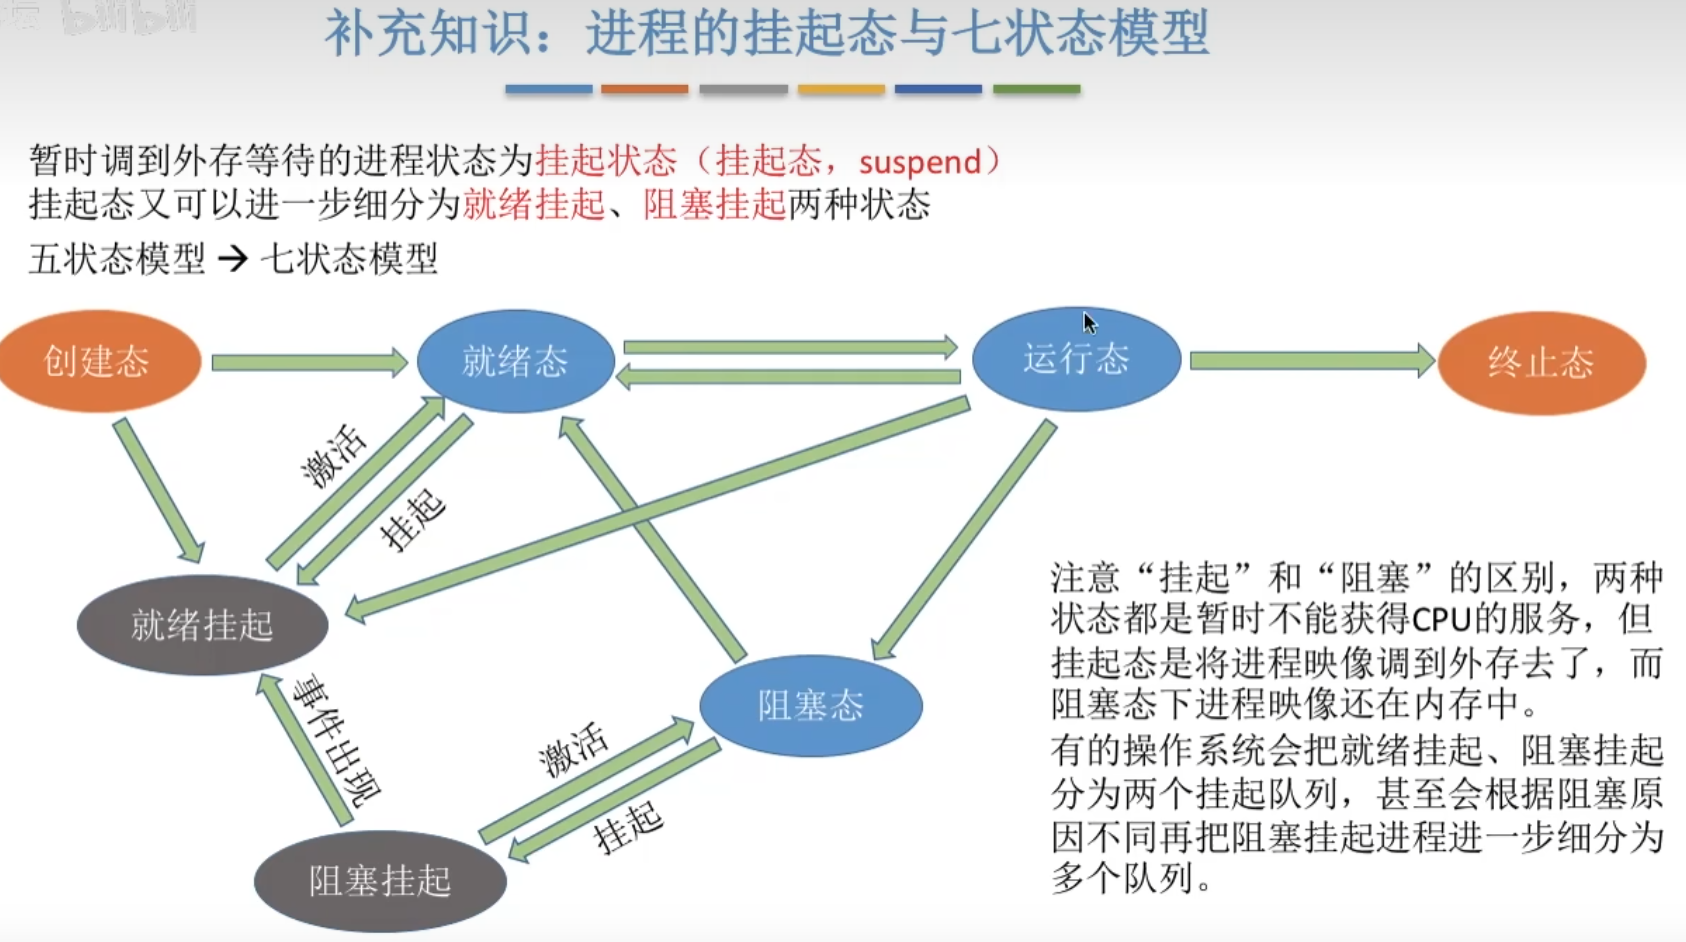 bilibili
补充知识：进程的挂起态与七状态模型
暂时调到外存等待的进程状态为挂起状态（挂起态，suspend）
挂起态又可以进一步细分为就绪挂起、阻塞挂起两种状态
五状态模型 → 七状态模型
创建态
就绪态
运行态
终止态
激活
挂起
就绪挂起
事件出现
阻塞态
激活
挂起
阻塞挂起
注意“挂起”和“阻塞”的区别，两种
状态都是暂时不能获得CPU的服务，但
挂起态是将进程映像调到外存去了，而
阻塞态下进程映像还在内存中。
有的操作系统会把就绪挂起、阻塞挂起
分为两个挂起队列，甚至会根据阻塞原
因不同再把阻塞挂起进程进一步细分为
多个队列。